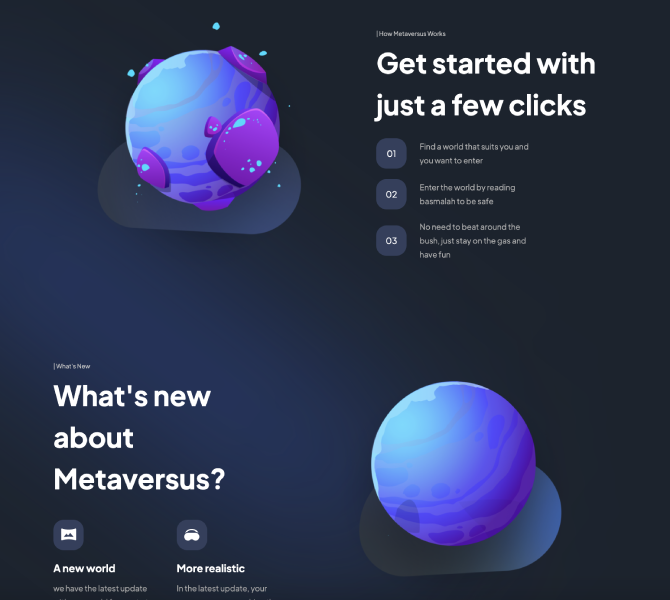 | How Metaversus Works
Get started with
just a few clicks
01
Find a world that suits you and
you want to enter
02
Enter the world by reading
basmalah to be safe
03
No need to beat around the
bush, just stay on the gas and
have fun
| What's New
What's new
about
Metaversus?
A new world
we have the latest update
More realistic
In the latest update, your